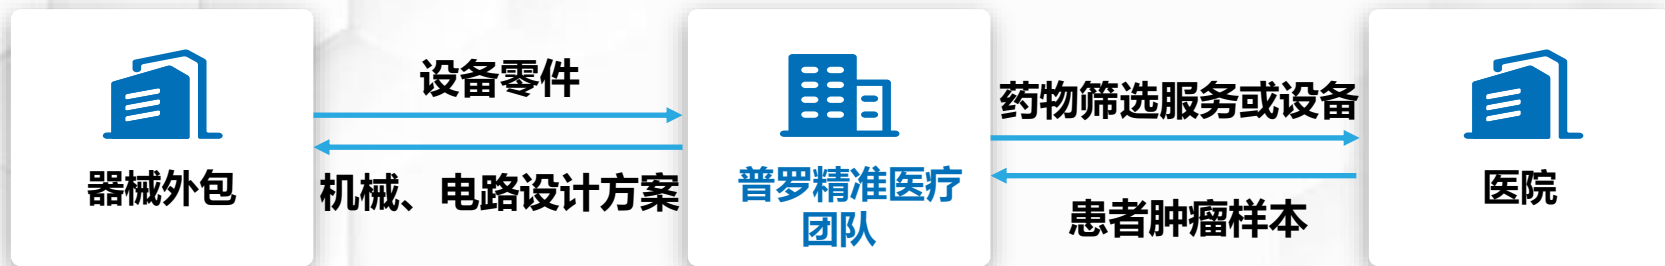 设备零件
器械外包
机械、电路设计方案
普罗精准医疗
团队
药物筛选服务或设备
患者肿瘤样本
医院